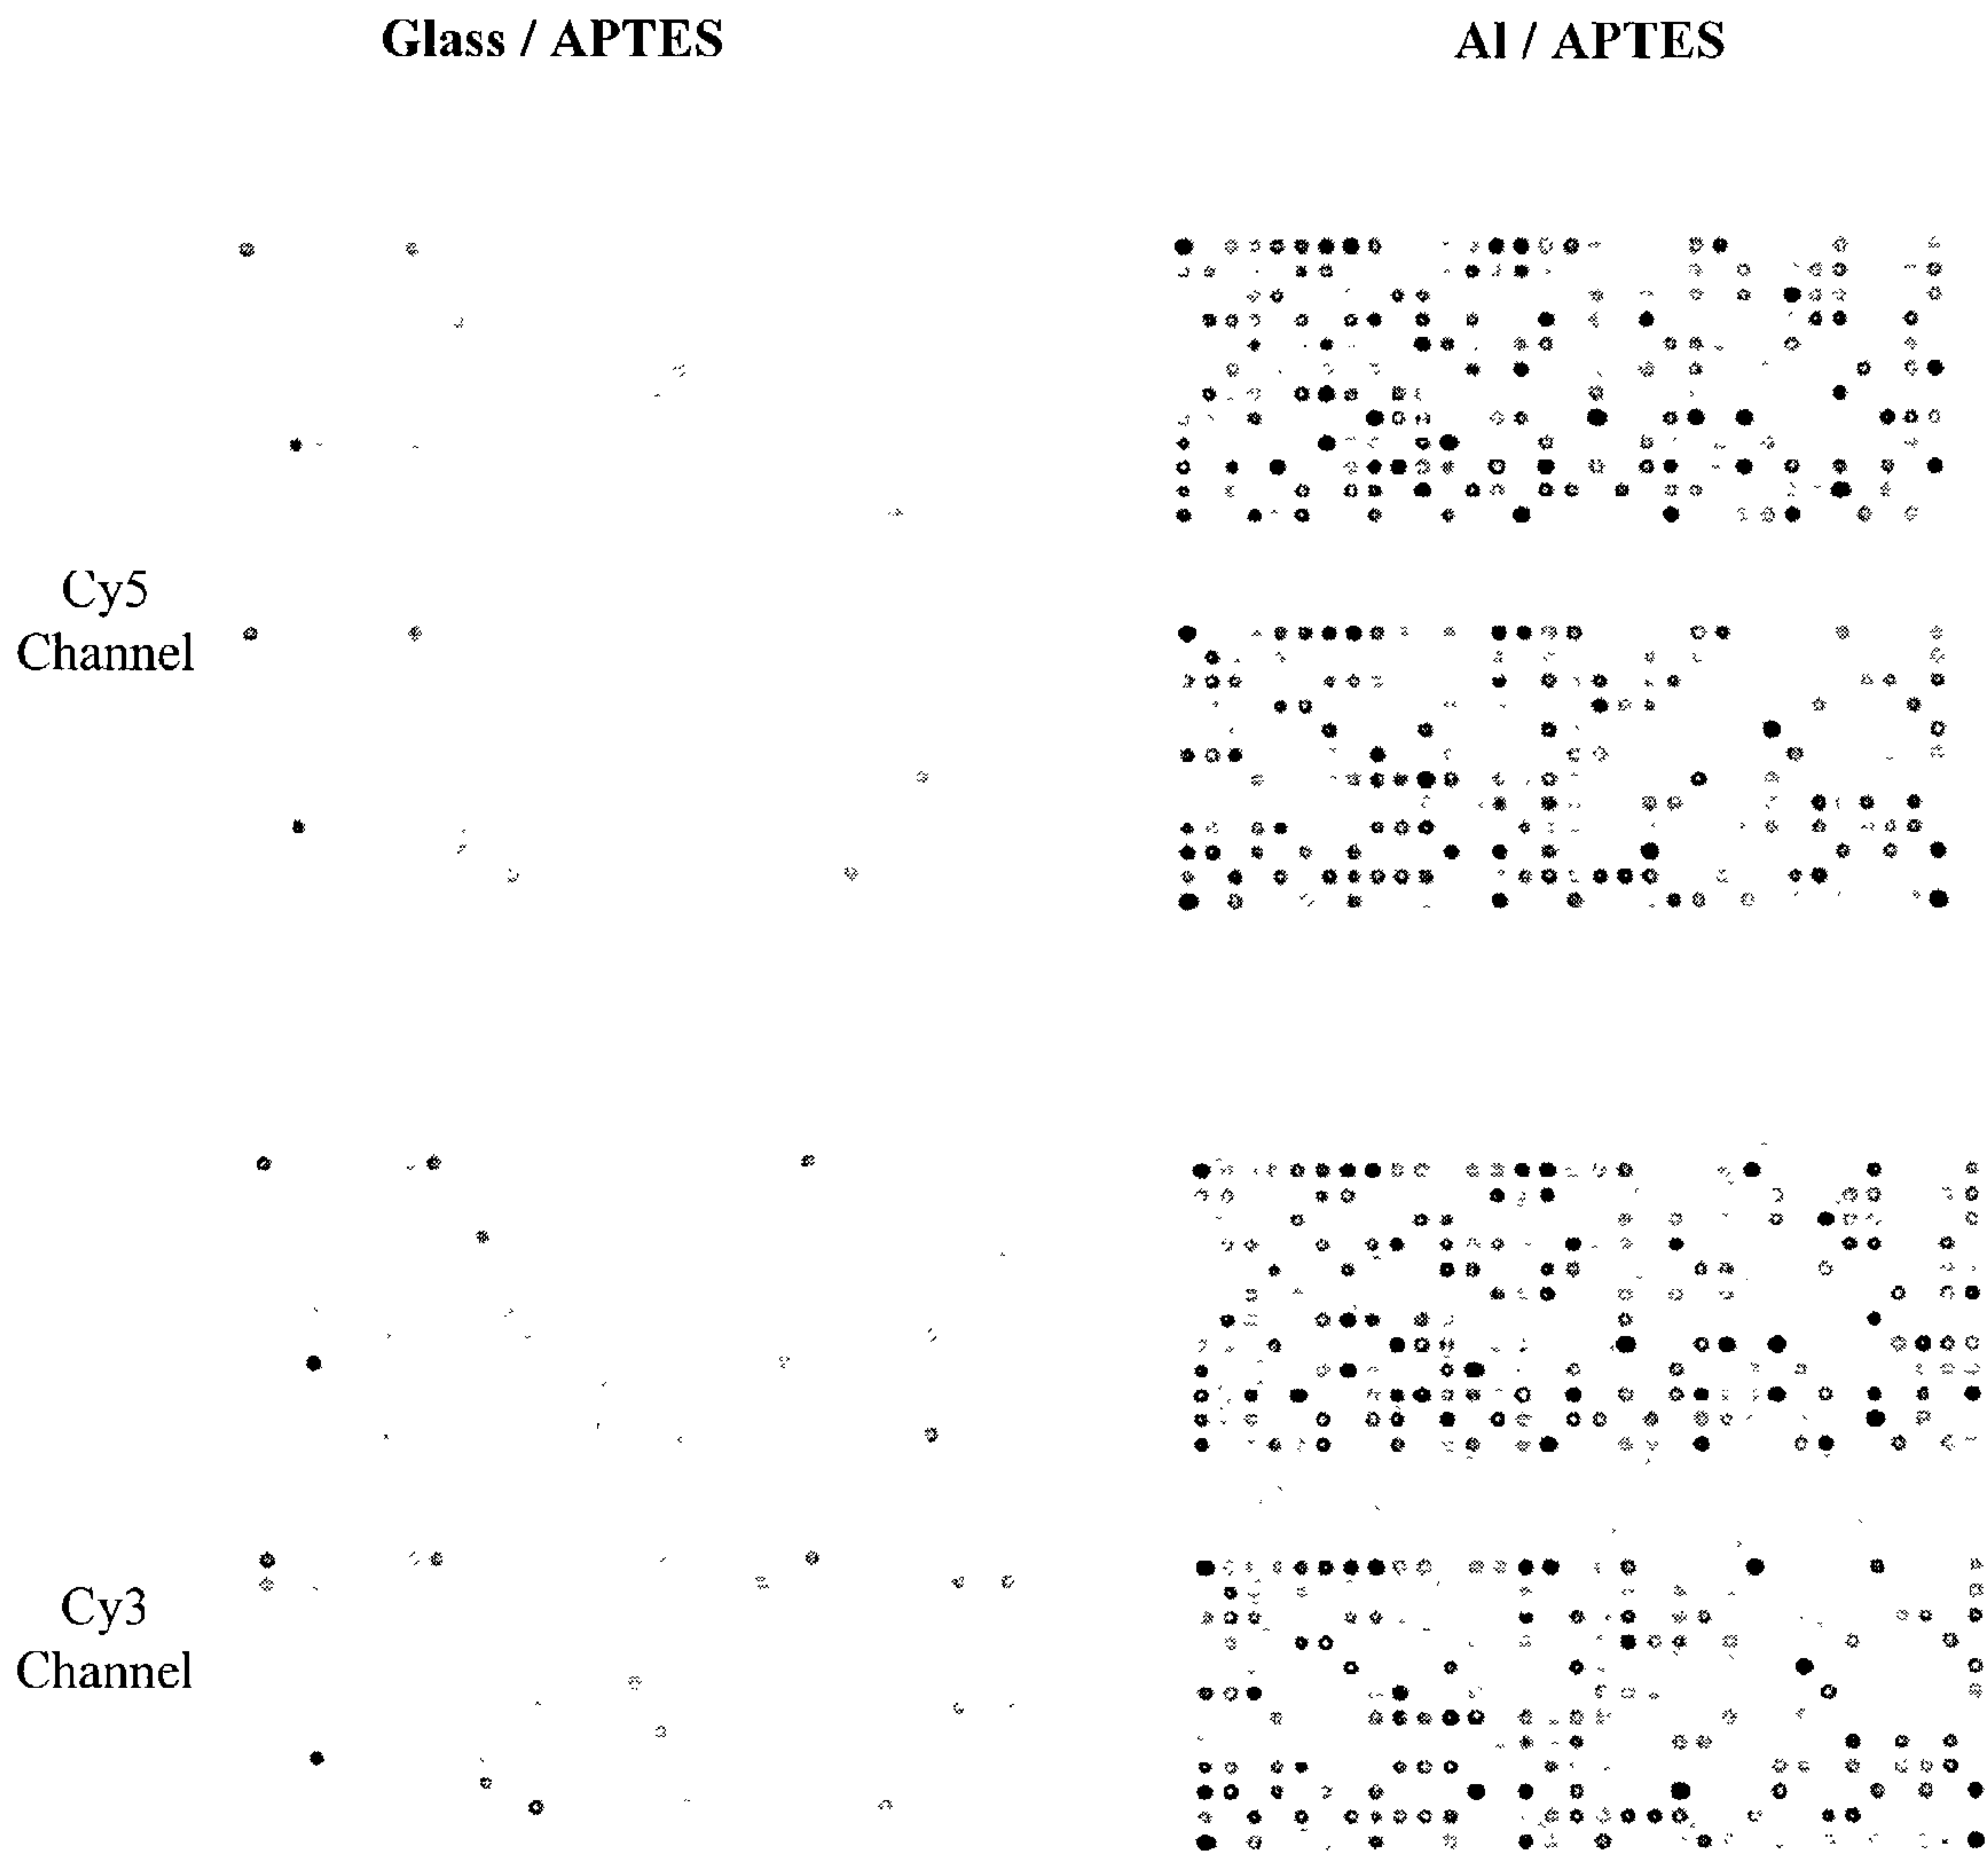 Glass / APTES
Al / APTES
Cy5
Channel
Cy3
Channel